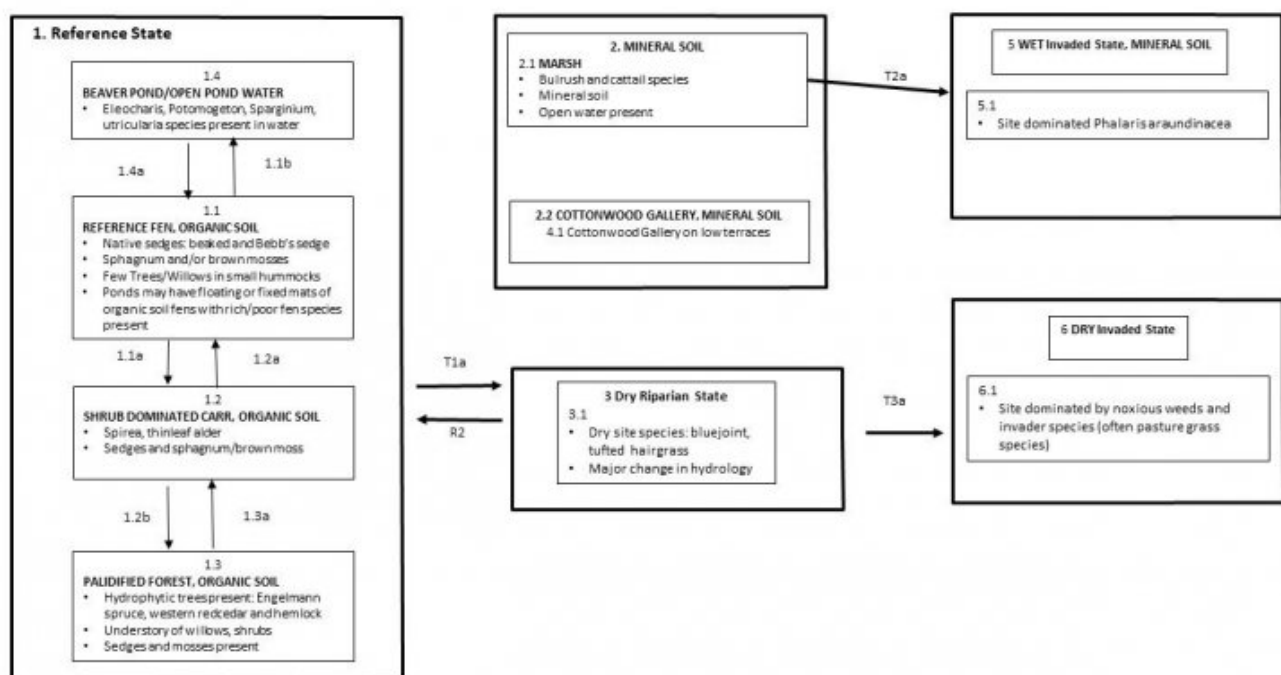 1. Reference State
1.4
BEAVER POND/OPEN POND WATER
• Eleocharis, Potomogeton, Sparginium,
utricularia species present in water
1.4a
1.1b
1.1
REFERENCE FEN, ORGANIC SOIL
• Native sedges: beaked and Bebb's sedge
• Sphagnum and/or brown mosses
• Few Trees/Willows in small hummocks
• Ponds may have floating or fixed mats of
organic soil fens with rich/poor fen species
present
1.1a
1.2a
1.2
SHRUB DOMINATED CARR, ORGANIC SOIL
• Spirea, thinleaf alder
• Sedges and sphagnum/brown moss
1.2b
1.3a
1.3
PALIDIFIED FOREST, ORGANIC SOIL
• Hydrophytic trees present: Engelmann
spruce, western redcedar and hemlock
• Understory of willows, shrubs
• Sedges and mosses present
T1a
R2
2. MINERAL SOIL
2.1 MARSH
• Bulrush and cattail species
• Mineral soil
• Open water present
2.2 COTTONWOOD GALLERY, MINERAL SOIL
4.1 Cottonwood Gallery on low terraces
T2a
5 WET Invaded State, MINERAL SOIL
5.1
• Site dominated Phalaris araundinacea
3 Dry Riparian State
3.1
• Dry site species: bluejoint,
tufted hairgrass
• Major change in hydrology
T3a
6 DRY Invaded State
6.1
• Site dominated by noxious weeds and
invader species (often pasture grass
species)